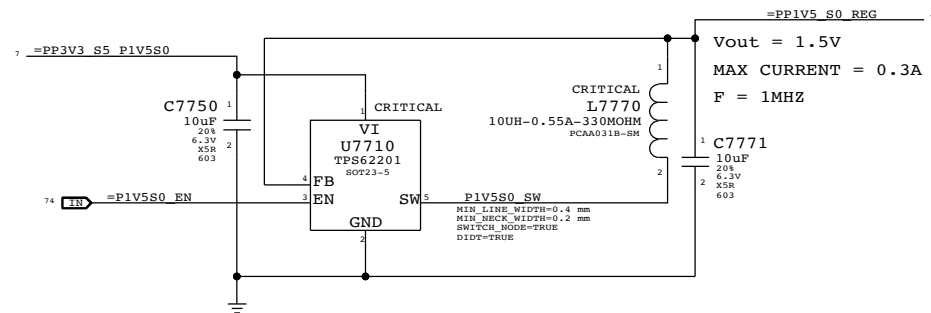 =PP1V5_S0_REG
7 =PP3V3_S5_P1V5S0
Vout = 1.5V
MAX CURRENT = 0.3A
F = 1MHZ
C7750
10uF
20%
6.3V
X5R
603
1
2
CRITICAL
1
VI
U7710
TPS62201
SOT23-5
4 FB
3 EN
SW 5
GND
2
74 IN =P1V5S0_EN
P1V5S0_SW
MIN_LINE_WIDTH=0.4 mm
MIN_NECK_WIDTH=0.2 mm
SWITCH_NODE=TRUE
DIDT=TRUE
1
CRITICAL
L7770
10UH-0.55A-330MOHM
PCAA031B-SM
2
1
C7771
10uF
20%
6.3V
X5R
603
2